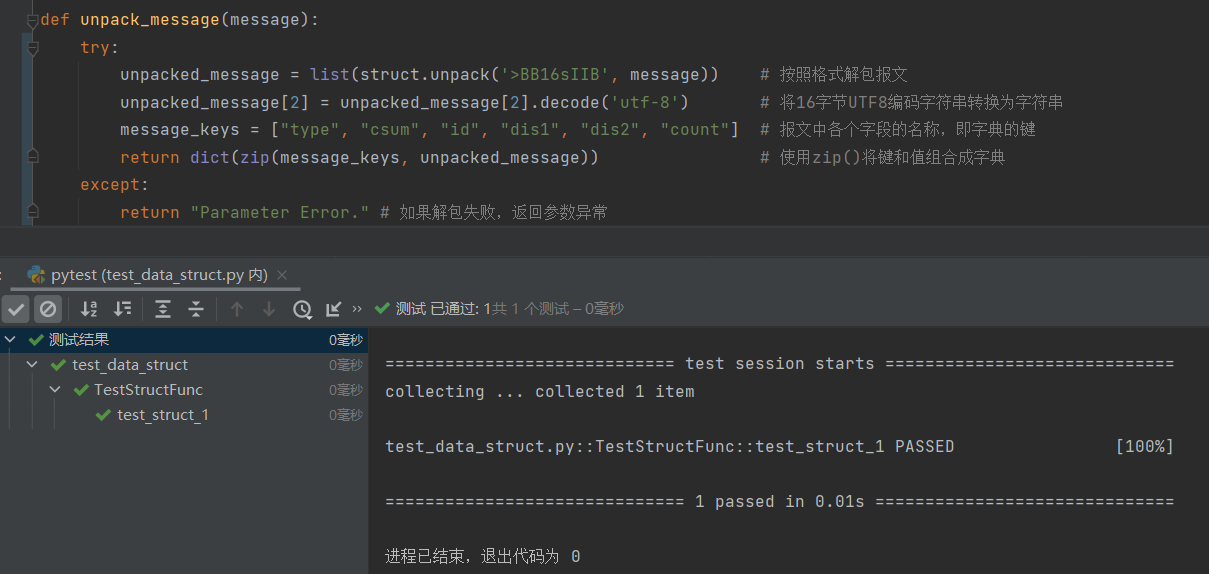 def unpack_message(message):
try:
unpacked_message = list(struct.unpack('>BB16sIIB', message)) # 按照格式解包报文
unpacked_message[2] = unpacked_message[2].decode('utf-8') # 将16字节UTF8编码字符串转换为字符串
message_keys = ["type", "csum", "id", "dis1", "dis2", "count"] # 报文中各个字段的名称，即字典的键
return dict(zip(message_keys, unpacked_message)) # 使用zip()将键和值组合成字典
except:
return "Parameter Error." # 如果解包失败，返回参数异常
: pytest (test_data_struct.py 内) ×
» 测试 已通过: 1共 1 个测试 – 0毫秒
测试结果 0毫秒
test_data_struct 0毫秒
TestStructFunc 0毫秒
test_struct_1 0毫秒
============================= test session starts =============================
collecting ... collected 1 item
test_data_struct.py::TestStructFunc::test_struct_1 PASSED [100%]
============================== 1 passed in 0.01s ==============================
进程已结束，退出代码为 0